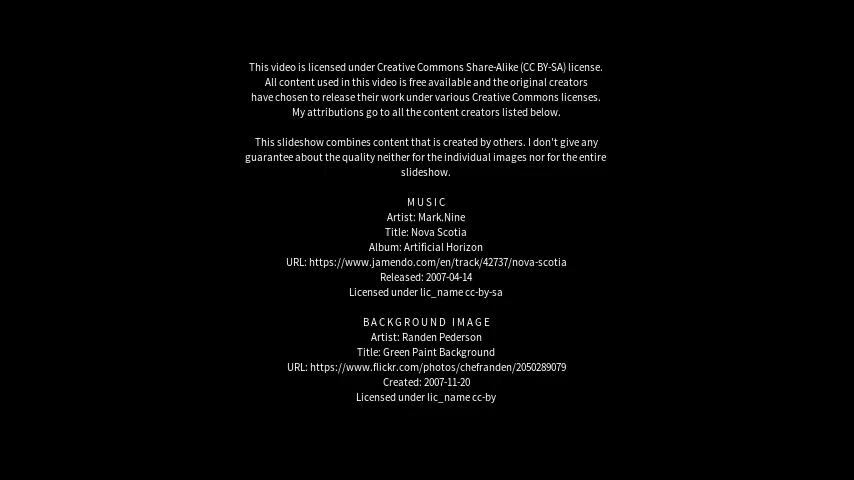 This video is licensed under Creative Commons Share-Alike (CC BY-SA) license.
All content used in this video is free available and the original creators
have chosen to release their work under various Creative Commons licenses.
My attributions go to all the content creators listed below.
This slideshow combines content that is created by others. I don't give any
guarantee about the quality neither for the individual images nor for the entire
slideshow.
M U S I C
Artist: Mark.Nine
Title: Nova Scotia
Album: Artificial Horizon
URL: https://www.jamendo.com/en/track/42737/nova-scotia
Released: 2007-04-14
Licensed under lic_name cc-by-sa
B A C K G R O U N D   I M A G E
Artist: Randen Pederson
Title: Green Paint Background
URL: https://www.flickr.com/photos/chefranden/2050289079
Created: 2007-11-20
Licensed under lic_name cc-by